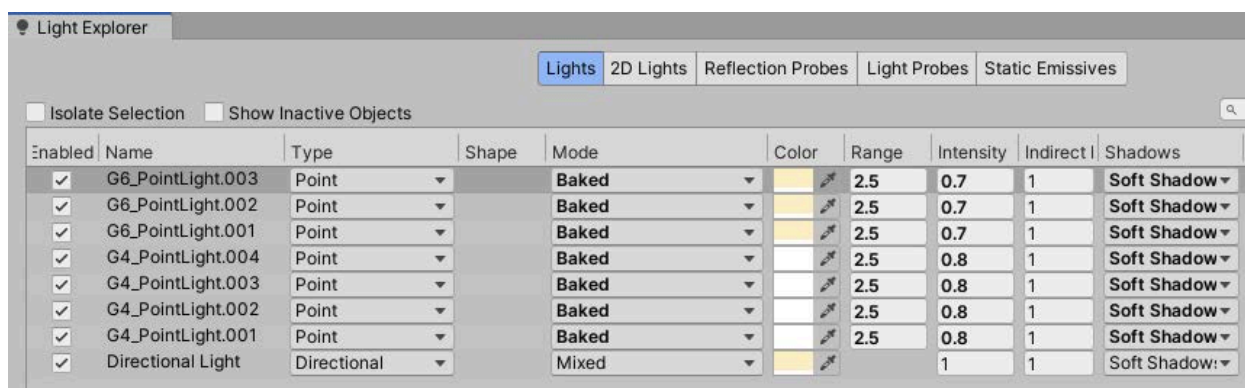 Light Explorer
Lights 2D Lights Reflection Probes Light Probes Static Emissives
Isolate Selection Show Inactive Objects
Enabled Name Type Shape Mode Color Range Intensity Indirect Shadows
G6_PointLight.003 Point Baked 2.5 0.7 1 Soft Shadow
G6_PointLight.002 Point Baked 2.5 0.7 1 Soft Shadow
G6_PointLight.001 Point Baked 2.5 0.7 1 Soft Shadow
G4_PointLight.004 Point Baked 2.5 0.8 1 Soft Shadow
G4_PointLight.003 Point Baked 2.5 0.8 1 Soft Shadow
G4_PointLight.002 Point Baked 2.5 0.8 1 Soft Shadow
G4_PointLight.001 Point Baked 2.5 0.8 1 Soft Shadow
Directional Light Directional Mixed 1 1 Soft Shadows